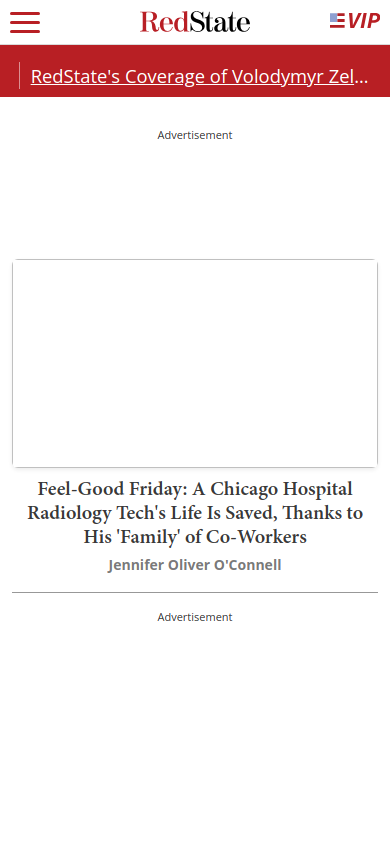 RedState
VIP
RedState's Coverage of Volodymyr Zel...
Advertisement
Feel-Good Friday: A Chicago Hospital
Radiology Tech's Life Is Saved, Thanks to
His 'Family' of Co-Workers
Jennifer Oliver O'Connell
Advertisement